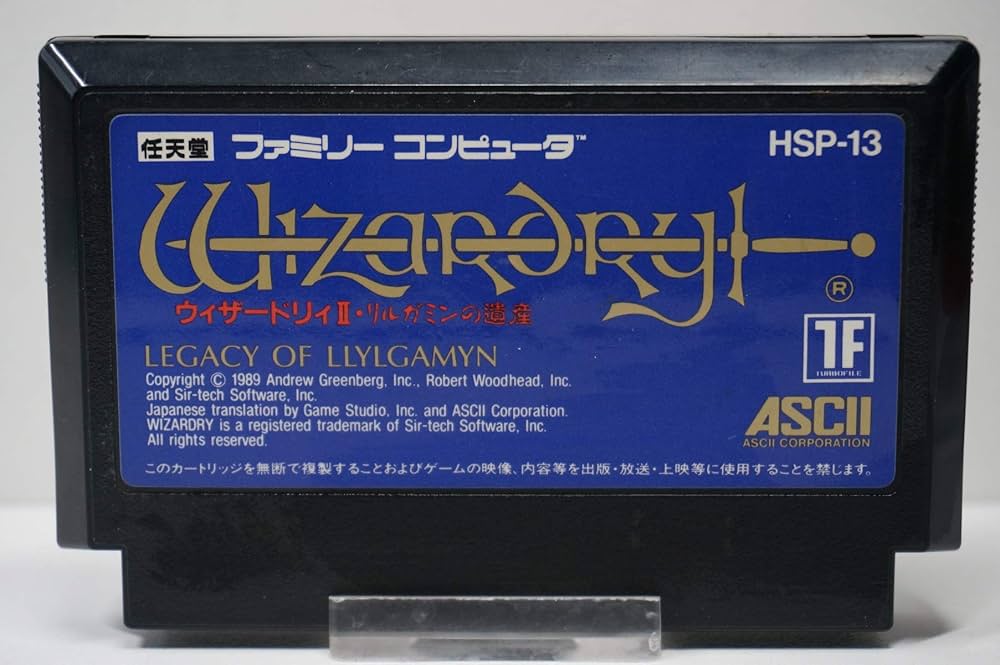 任天堂 ファミリー コンピュータ™ HSP-13
Wizardry
®
ウィザードリィⅡ・リルガミンの遺産
LEGACY OF LLYLGAMYN
Copyright © 1989 Andrew Greenberg, Inc., Robert Woodhead, Inc.
and Sir-tech Software, Inc.
Japanese translation by Game Studio, Inc. and ASCII Corporation.
WIZARDRY is a registered trademark of Sir-tech Software, Inc.
All rights reserved.
TF
TURBOFILE
ASCII
ASCII CORPORATION
このカートリッジを無断で複製することおよびゲームの映像、内容等を出版・放送・上映等に使用することを禁じます。